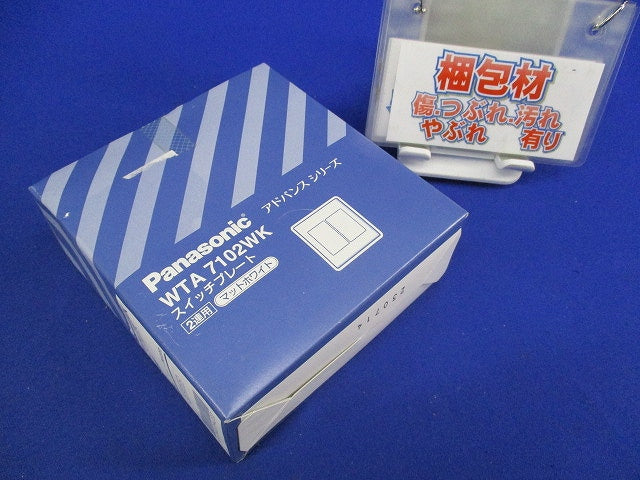 梱包材
傷.つぶれ.汚れ
やぶれ 有り
Panasonic アドバンス シリーズ
WTA 7102WK
スイッチプレート
2連用 マットホワイト
230714